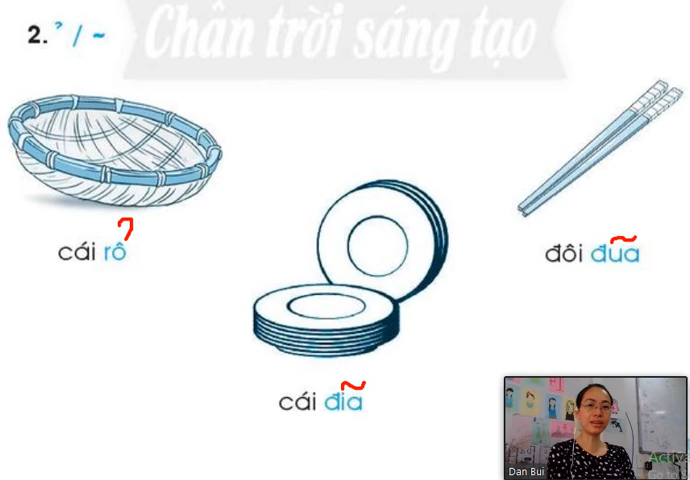 Chân trời sáng tạo
2. ̉ / ~
cái rổ
đôi đũa
cái đĩa
Dan Bui